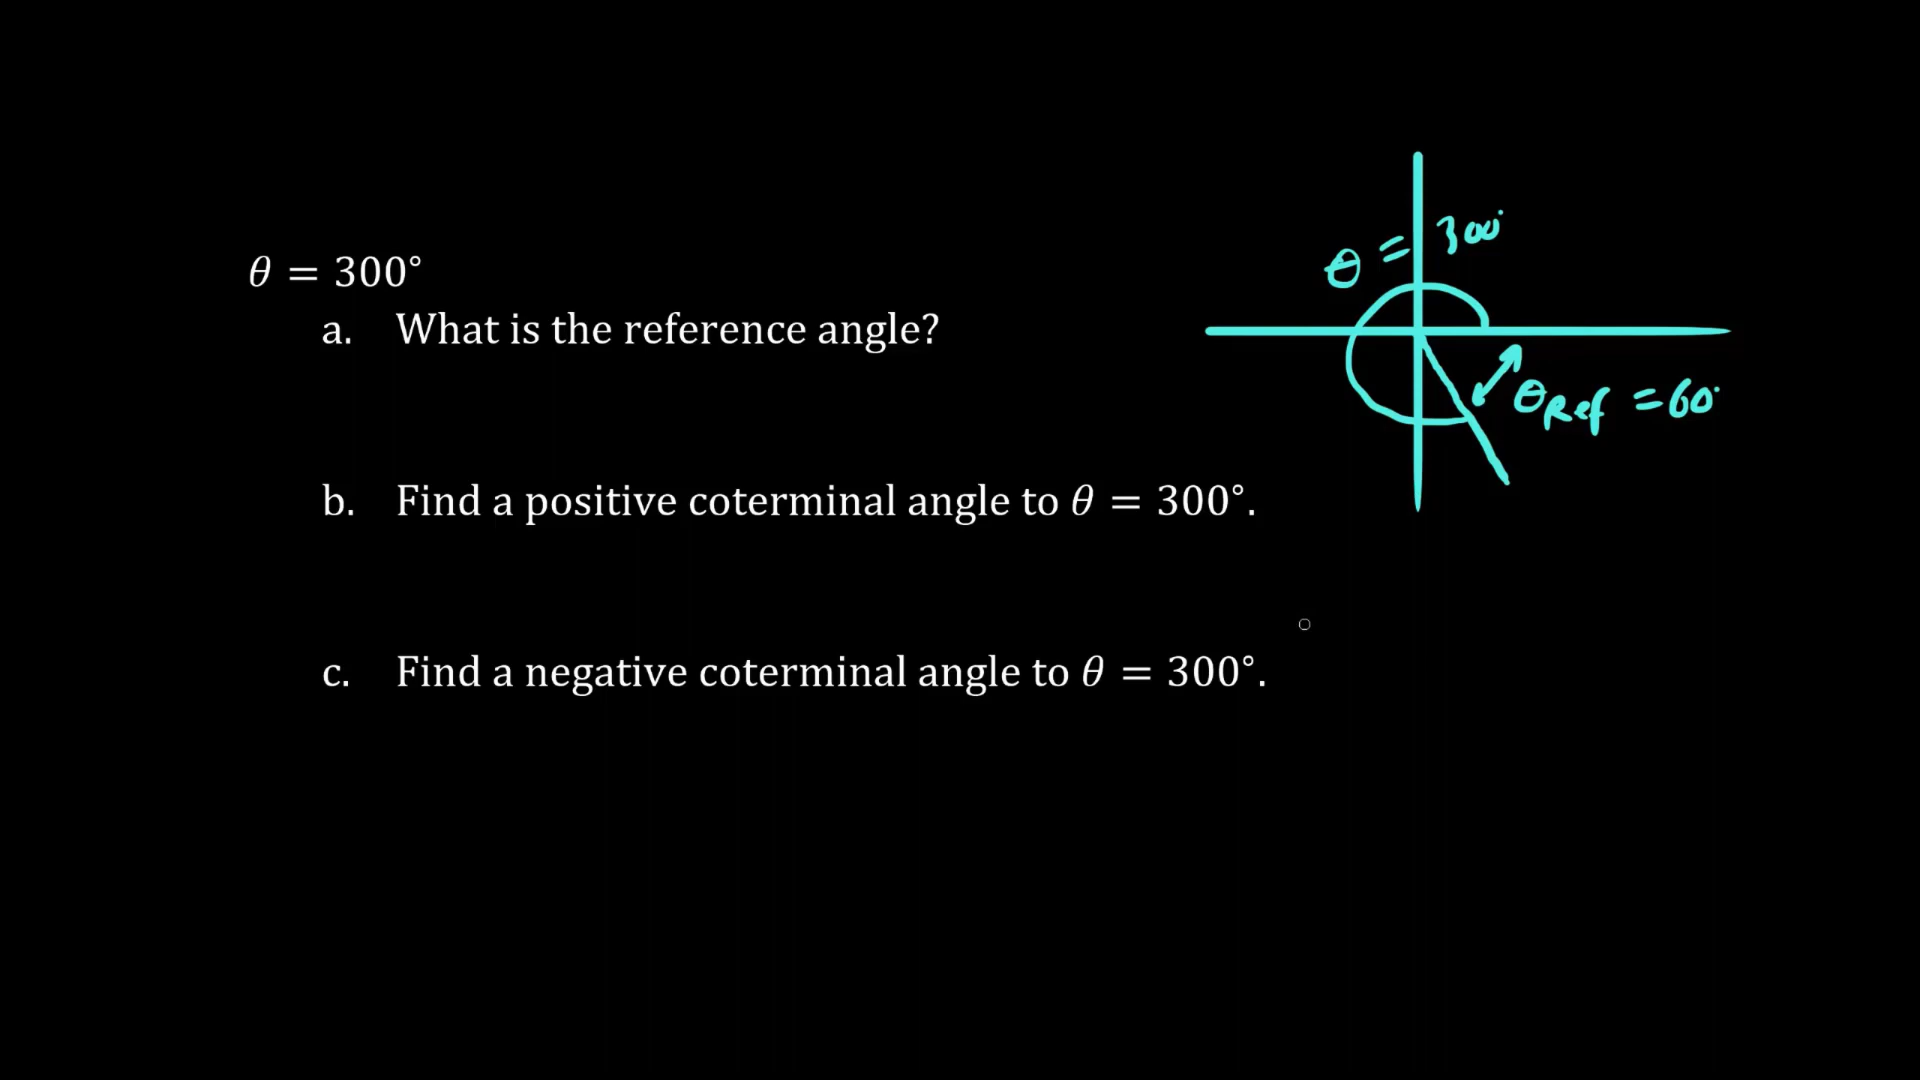 θ = 300°
θ = 300°
a. What is the reference angle?
θRef = 60°
b. Find a positive coterminal angle to θ = 300°.
c. Find a negative coterminal angle to θ = 300°.